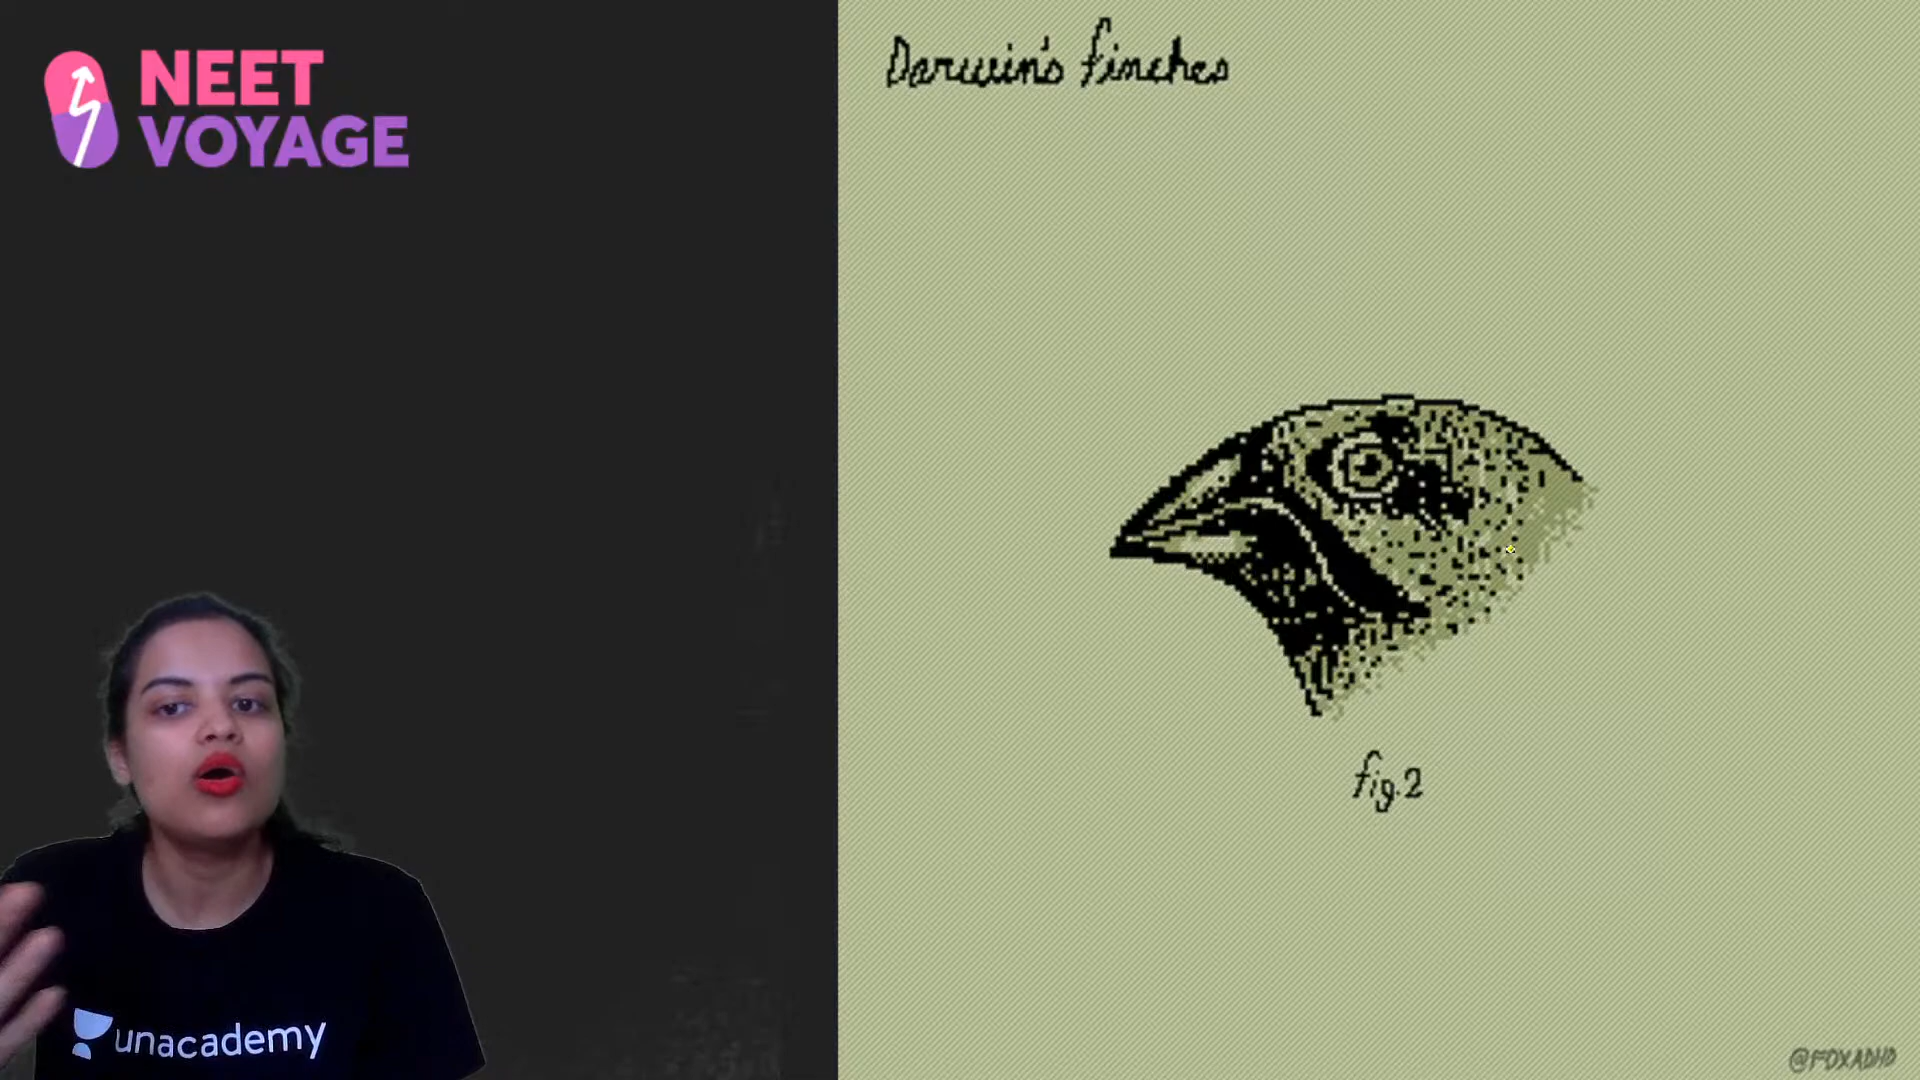 NEET
VOYAGE
Darwin's finches
fig.2
unacademy
@FOXADHD